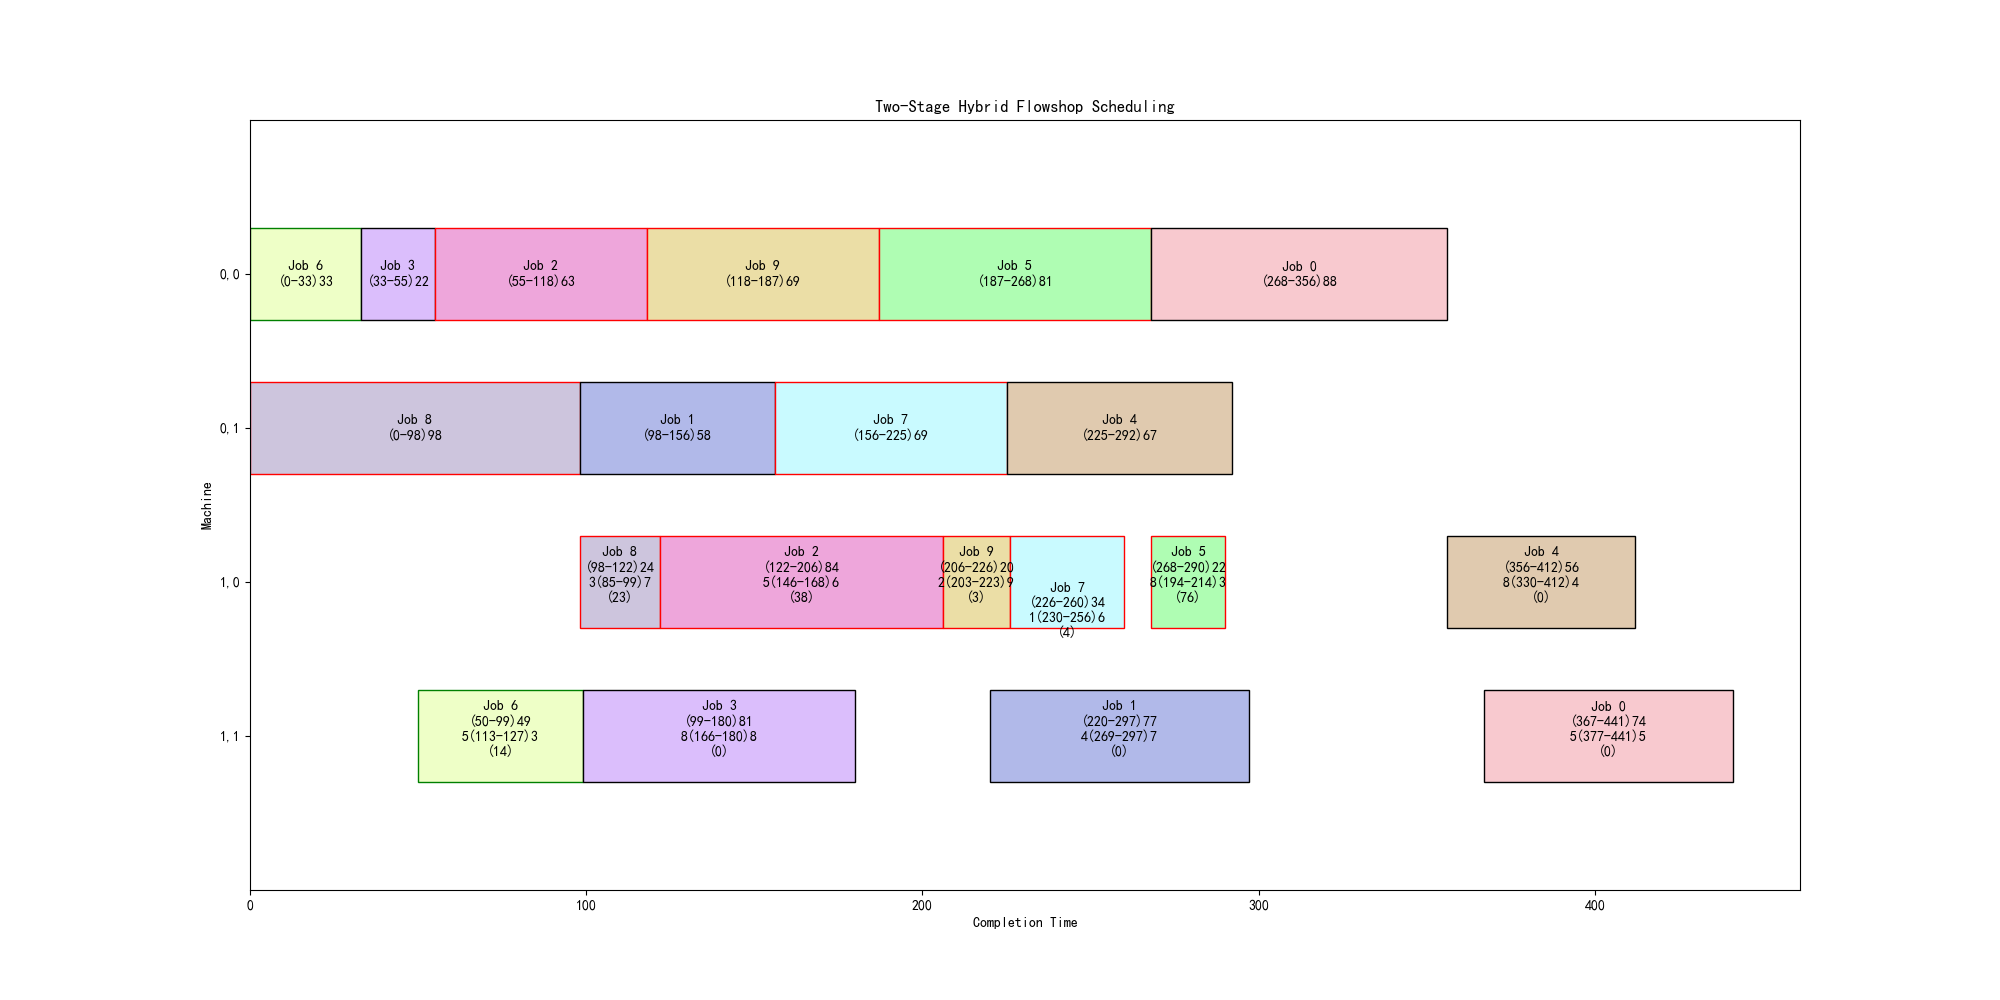 Two-Stage Hybrid Flowshop Scheduling
0,0
Job 6
(0-33)33
Job 3
(33-55)22
Job 2
(55-118)63
Job 9
(118-187)69
Job 5
(187-268)81
Job 0
(268-356)88
0,1
Job 8
(0-98)98
Job 1
(98-156)58
Job 7
(156-225)69
Job 4
(225-292)67
Machine
1,0
Job 8
(98-122)24
3(85-99)7
(23)
Job 2
(122-206)84
5(146-168)6
(38)
Job 9
(206-226)20
2(203-223)9
(3)
Job 7
(226-260)34
1(230-256)6
(4)
Job 5
(268-290)22
8(194-214)3
(76)
Job 4
(356-412)56
8(330-412)4
(0)
1,1
Job 6
(50-99)49
5(113-127)3
(14)
Job 3
(99-180)81
8(166-180)8
(0)
Job 1
(220-297)77
4(269-297)7
(0)
Job 0
(367-441)74
5(377-441)5
(0)
0
100
200
300
400
Completion Time